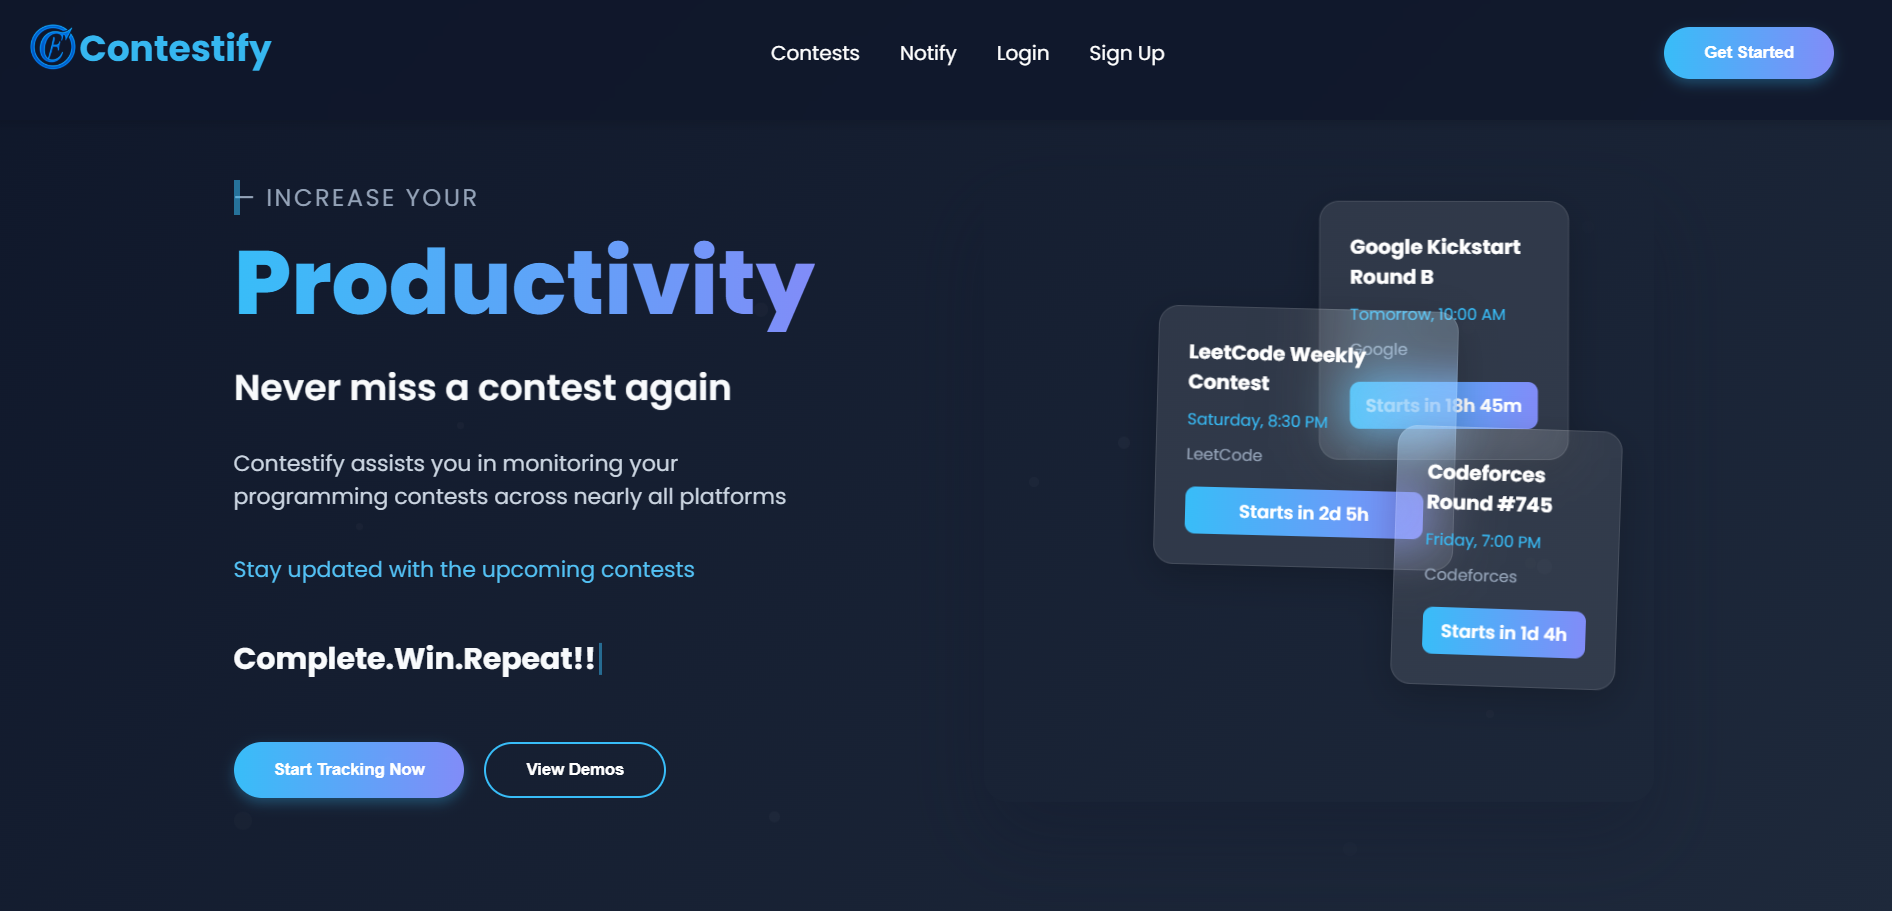 Contestify
Contests
Notify
Login
Sign Up
Get Started
— INCREASE YOUR
Productivity
Never miss a contest again
Contestify assists you in monitoring your
programming contests across nearly all platforms
Stay updated with the upcoming contests
Complete.Win.Repeat!!
Start Tracking Now
View Demos
Google Kickstart
Round B
Tomorrow, 10:00 AM
Google
Starts in 18h 45m
LeetCode Weekly
Contest
Saturday, 8:30 PM
LeetCode
Starts in 2d 5h
Codeforces
Round #745
Friday, 7:00 PM
Codeforces
Starts in 1d 4h